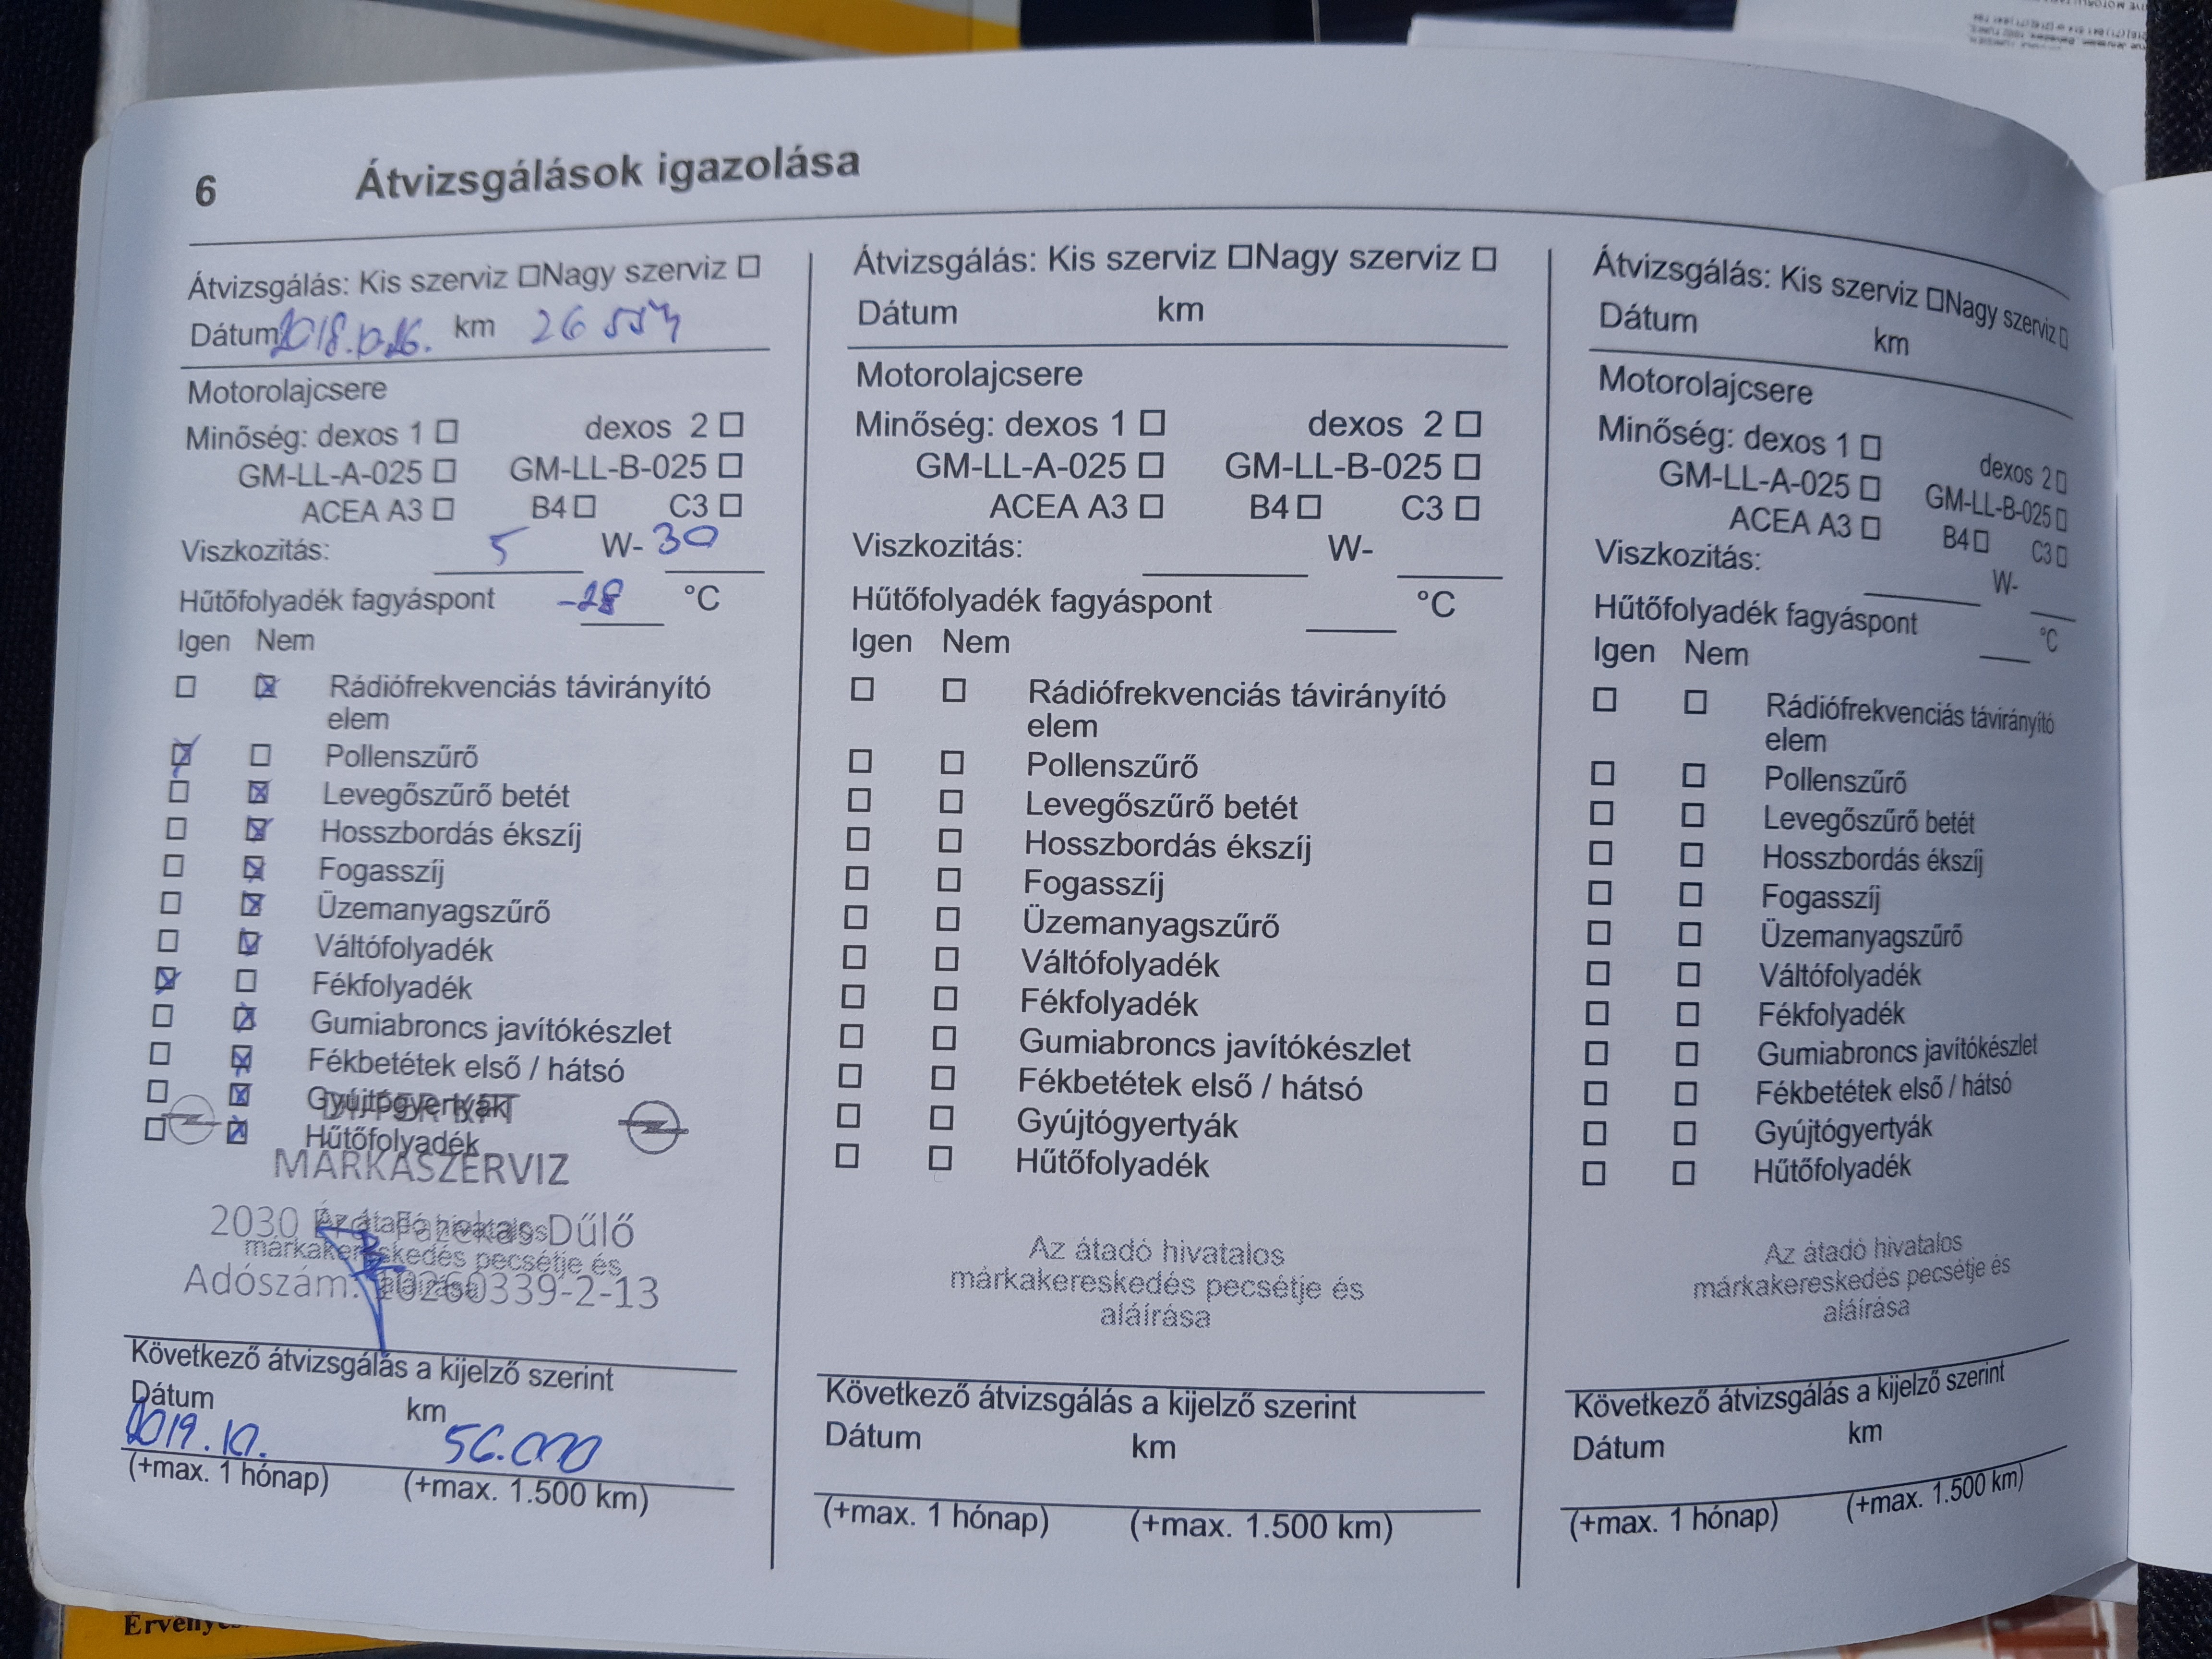 6 Átvizsgálások igazolása
Átvizsgálás: Kis szerviz ☐Nagy szerviz ☐
Dátum 2018.10.26. km 26 554
Motorolajcsere
Minőség: dexos 1 ☐ dexos 2 ☐
GM-LL-A-025 ☐ GM-LL-B-025 ☐
ACEA A3 ☐ B4 ☐ C3 ☐
Viszkozitás: 5 W- 30
Hűtőfolyadék fagyáspont -28 °C
Igen Nem
☐ ☒ Rádiófrekvenciás távirányító
elem
☒ ☐ Pollenszűrő
☐ ☒ Levegőszűrő betét
☐ ☒ Hosszbordás ékszíj
☐ ☒ Fogasszíj
☐ ☒ Üzemanyagszűrő
☐ ☒ Váltófolyadék
☒ ☐ Fékfolyadék
☐ ☒ Gumiabroncs javítókészlet
☐ ☒ Fékbetétek első / hátsó
☐ ☒ Gyújtógyertyák
KFT
☐ ☒ Hűtőfolyadék
MÁRKASZERVIZ
2030 Érd, Fazekas Dűlő
Az átadó hivatalos
márkakereskedés pecsétje és
aláírása
Adószám: 10260339-2-13
Következő átvizsgálás a kijelző szerint
Dátum km
2019.10. 56.000
(+max. 1 hónap) (+max. 1.500 km)
Átvizsgálás: Kis szerviz ☐Nagy szerviz ☐
Dátum km
Motorolajcsere
Minőség: dexos 1 ☐ dexos 2 ☐
GM-LL-A-025 ☐ GM-LL-B-025 ☐
ACEA A3 ☐ B4 ☐ C3 ☐
Viszkozitás: W-
Hűtőfolyadék fagyáspont °C
Igen Nem
☐ ☐ Rádiófrekvenciás távirányító
elem
☐ ☐ Pollenszűrő
☐ ☐ Levegőszűrő betét
☐ ☐ Hosszbordás ékszíj
☐ ☐ Fogasszíj
☐ ☐ Üzemanyagszűrő
☐ ☐ Váltófolyadék
☐ ☐ Fékfolyadék
☐ ☐ Gumiabroncs javítókészlet
☐ ☐ Fékbetétek első / hátsó
☐ ☐ Gyújtógyertyák
☐ ☐ Hűtőfolyadék
Az átadó hivatalos
márkakereskedés pecsétje és
aláírása
Következő átvizsgálás a kijelző szerint
Dátum km
(+max. 1 hónap) (+max. 1.500 km)
Átvizsgálás: Kis szerviz ☐Nagy szerviz ☐
Dátum km
Motorolajcsere
Minőség: dexos 1 ☐ dexos 2 ☐
GM-LL-A-025 ☐ GM-LL-B-025 ☐
ACEA A3 ☐ B4 ☐ C3 ☐
Viszkozitás: W-
Hűtőfolyadék fagyáspont °C
Igen Nem
☐ ☐ Rádiófrekvenciás távirányító
elem
☐ ☐ Pollenszűrő
☐ ☐ Levegőszűrő betét
☐ ☐ Hosszbordás ékszíj
☐ ☐ Fogasszíj
☐ ☐ Üzemanyagszűrő
☐ ☐ Váltófolyadék
☐ ☐ Fékfolyadék
☐ ☐ Gumiabroncs javítókészlet
☐ ☐ Fékbetétek első / hátsó
☐ ☐ Gyújtógyertyák
☐ ☐ Hűtőfolyadék
Az átadó hivatalos
márkakereskedés pecsétje és
aláírása
Következő átvizsgálás a kijelző szerint
Dátum km
(+max. 1 hónap) (+max. 1.500 km)